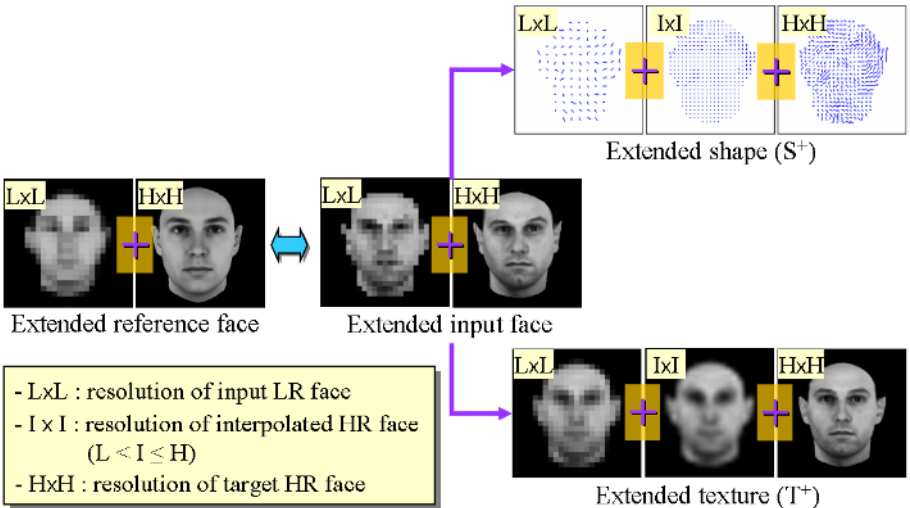 LxL
IxI
HxH
+
+
Extended shape (S+)
LxL
HxH
+
LxL
HxH
+
Extended reference face
Extended input face
LxL
IxI
HxH
+
+
Extended texture (T+)
- LxL : resolution of input LR face
- I x I : resolution of interpolated HR face
(L < I ≤ H)
- HxH : resolution of target HR face